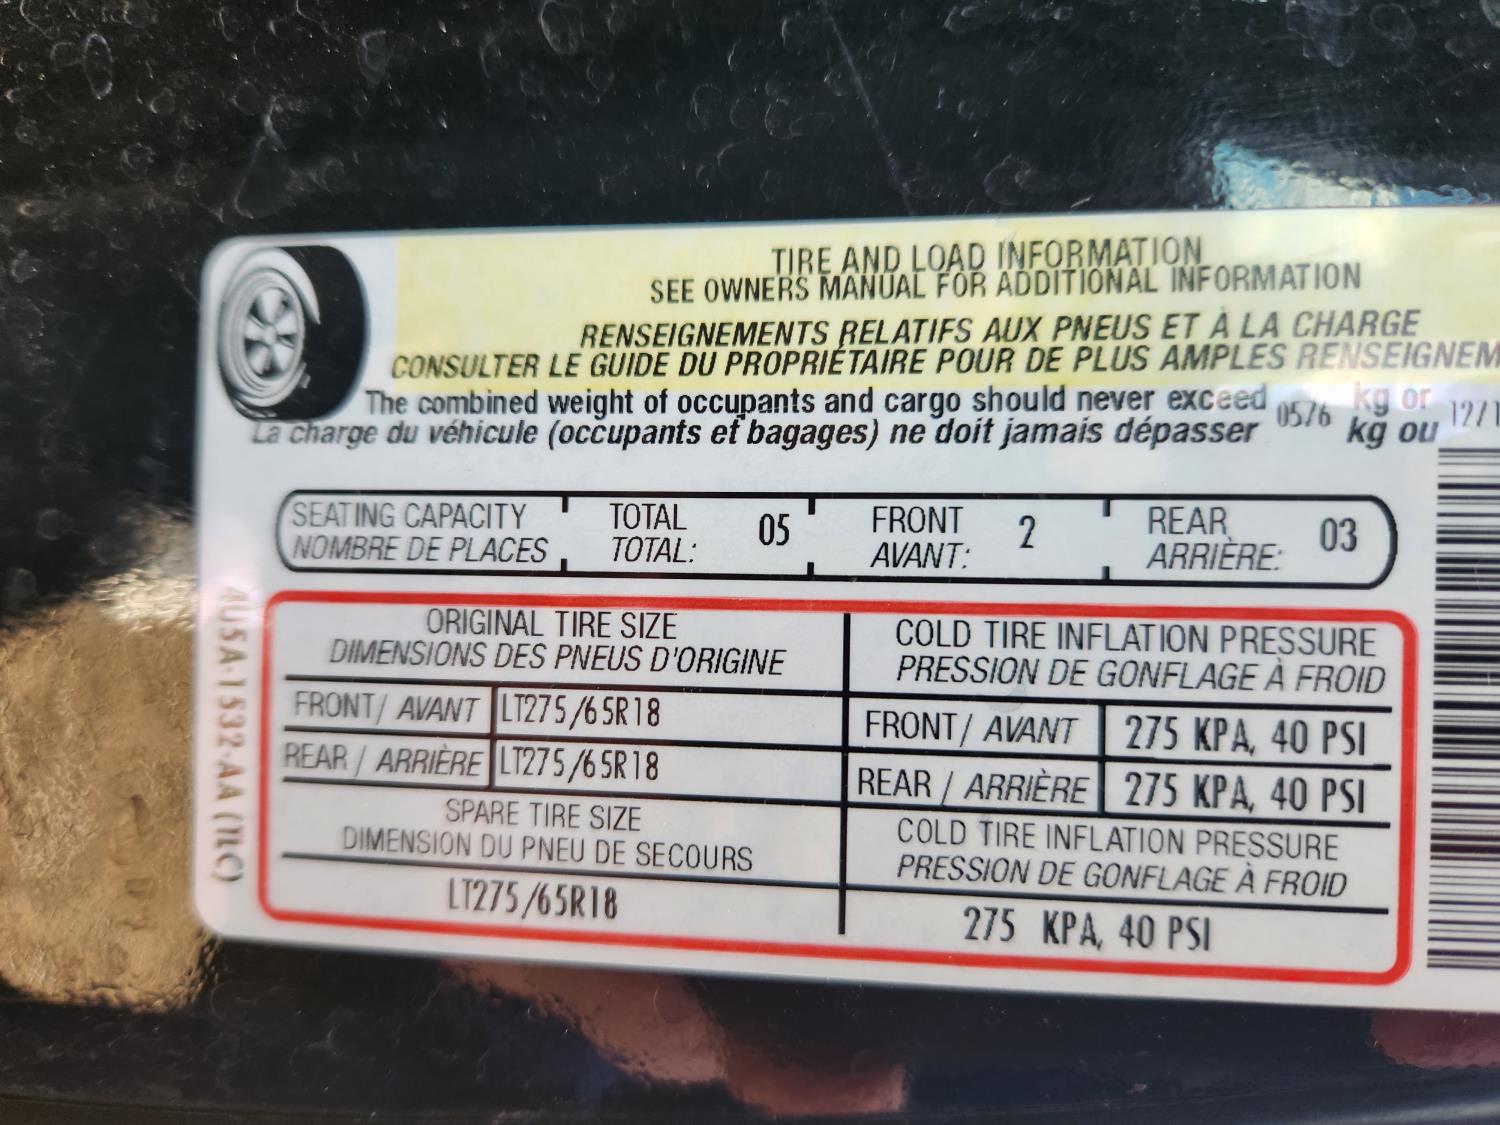 TIRE AND LOAD INFORMATION
SEE OWNERS MANUAL FOR ADDITIONAL INFORMATION
RENSEIGNEMENTS RELATIFS AUX PNEUS ET À LA CHARGE
CONSULTER LE GUIDE DU PROPRIÉTAIRE POUR DE PLUS AMPLES RENSEIGNEM
The combined weight of occupants and cargo should never exceed 0576 kg or
La charge du véhicule (occupants et bagages) ne doit jamais dépasser kg ou
SEATING CAPACITY TOTAL 05 FRONT 2 REAR 03
NOMBRE DE PLACES TOTAL: AVANT: ARRIÈRE:
ORIGINAL TIRE SIZE COLD TIRE INFLATION PRESSURE
DIMENSIONS DES PNEUS D'ORIGINE PRESSION DE GONFLAGE À FROID
FRONT/ AVANT LT275/65R18 FRONT/ AVANT 275 KPA, 40 PSI
REAR / ARRIÈRE LT275/65R18 REAR / ARRIÈRE 275 KPA, 40 PSI
SPARE TIRE SIZE COLD TIRE INFLATION PRESSURE
DIMENSION DU PNEU DE SECOURS PRESSION DE GONFLAGE À FROID
LT275/65R18 275 KPA, 40 PSI
4U5A-1532-AA (1LC)